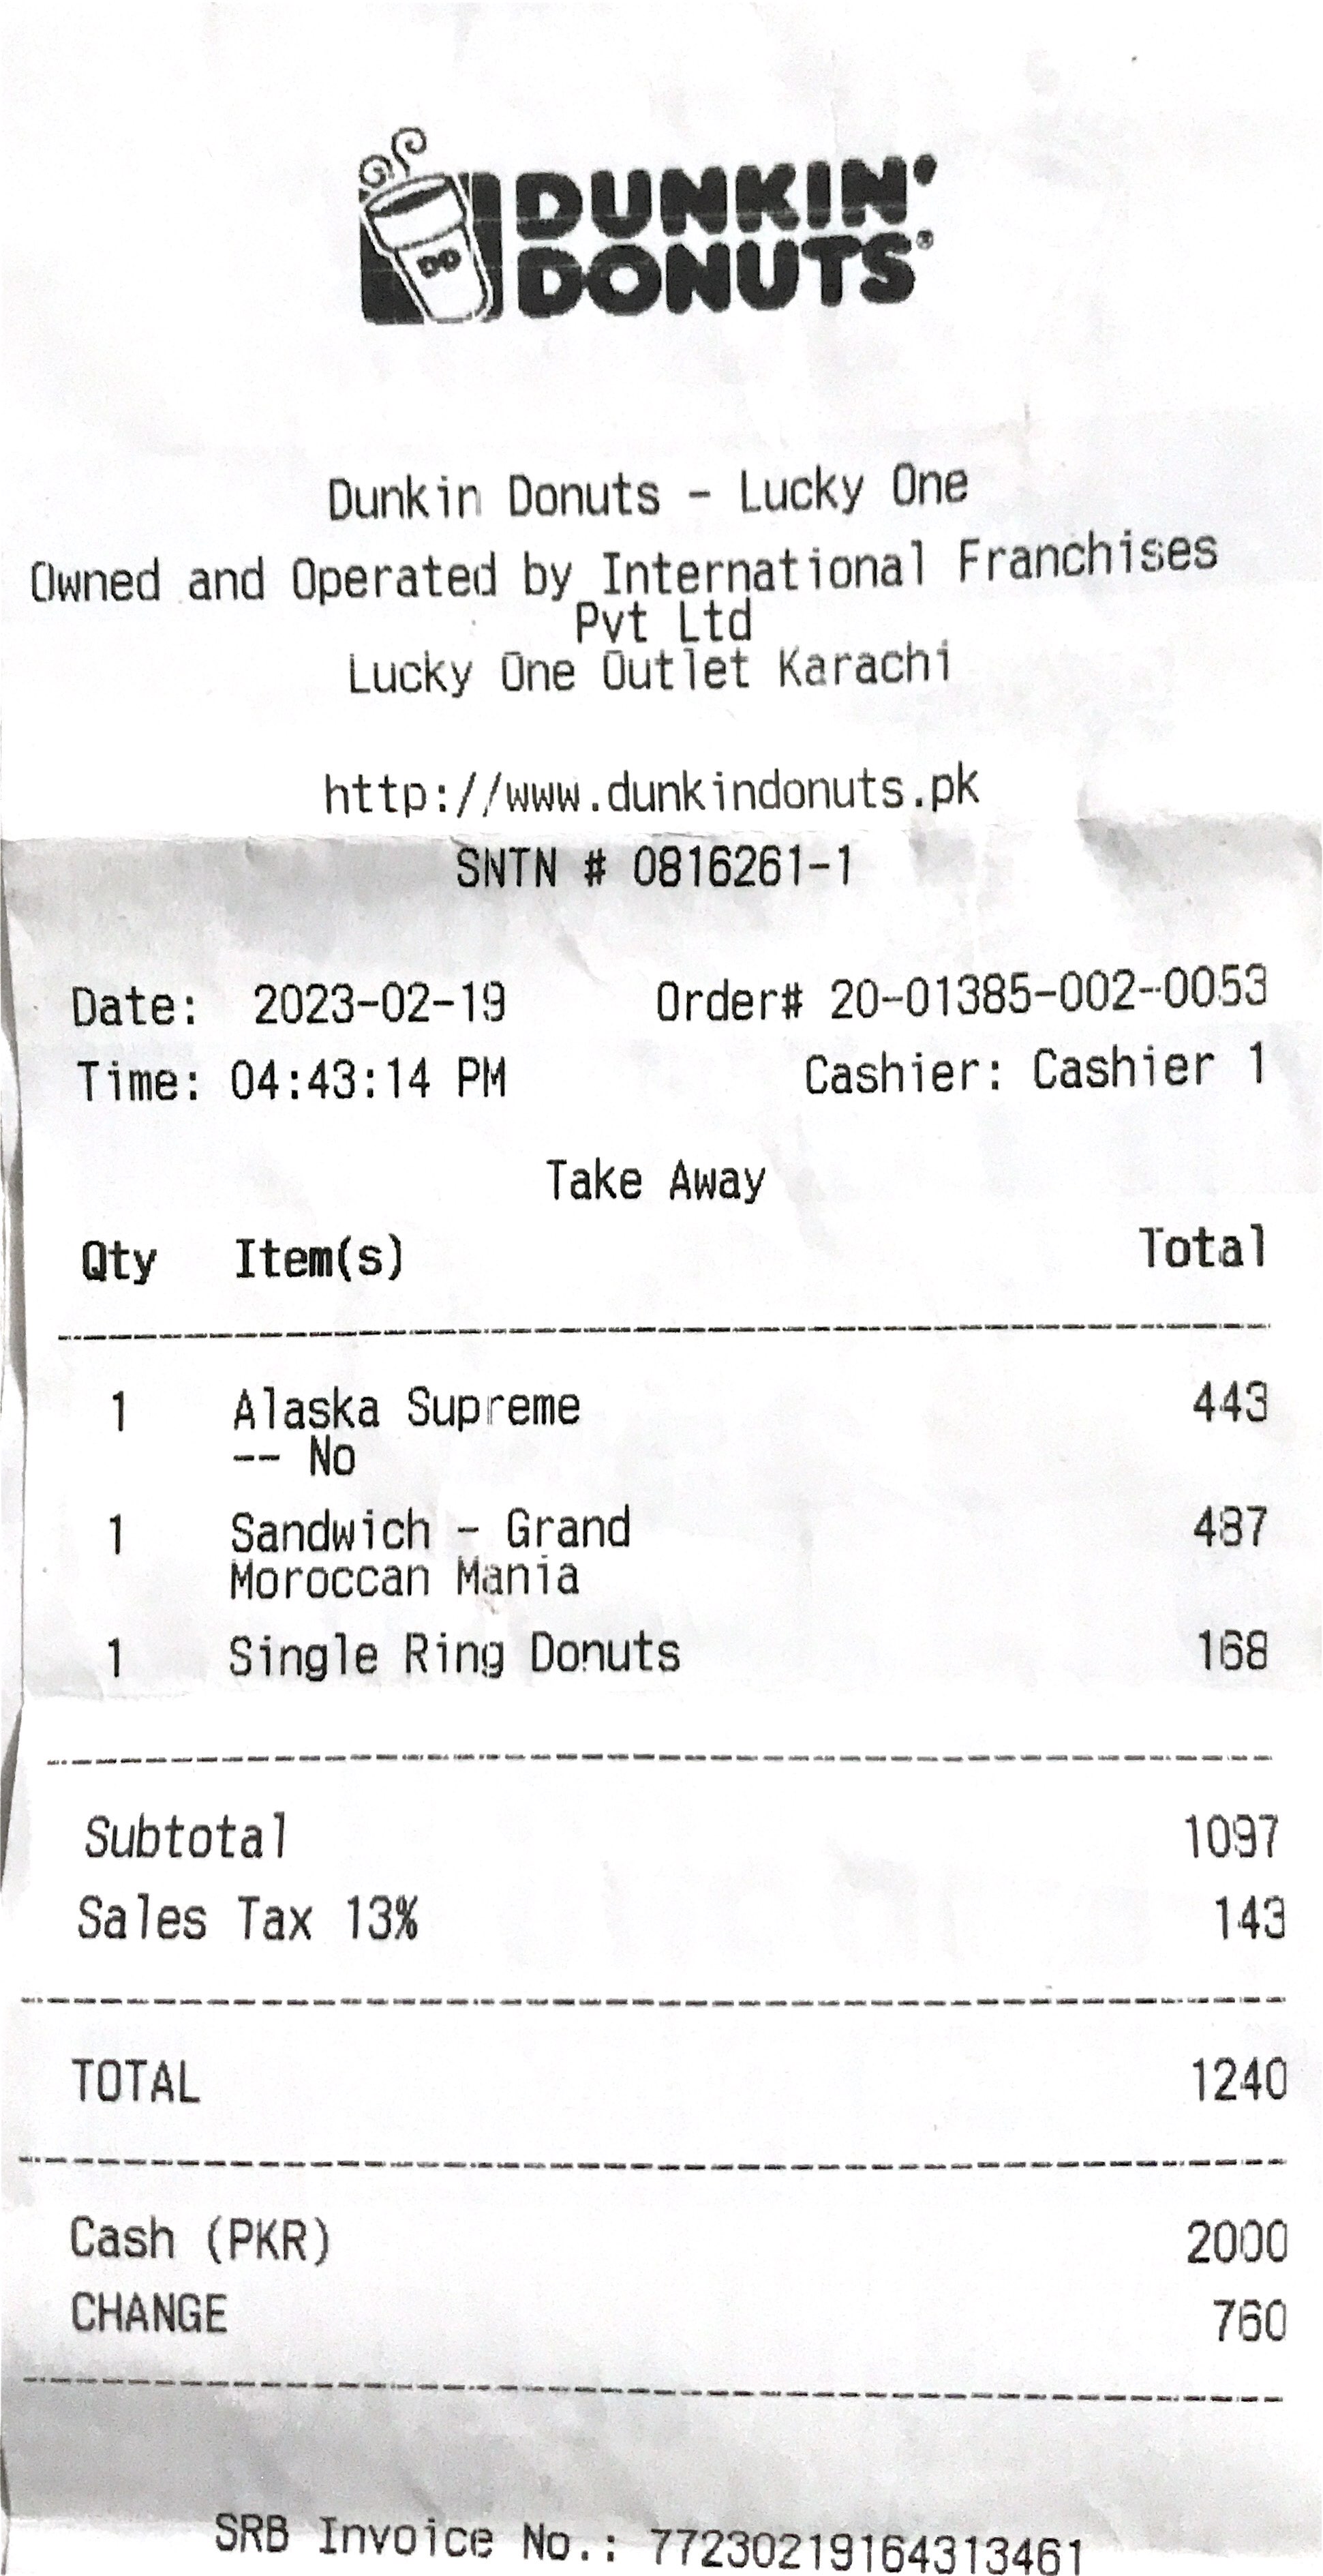 DD
DUNKIN'
DONUTS®
Dunkin Donuts - Lucky One
Owned and Operated by International Franchises
Pvt Ltd
Lucky One Outlet Karachi
http://www.dunkindonuts.pk
SNTN # 0816261-1
Date: 2023-02-19 Order# 20-01385-002-0053
Time: 04:43:14 PM Cashier: Cashier 1
Take Away
Qty Item(s) Total
1 Alaska Supreme 443
-- No
1 Sandwich - Grand 487
Moroccan Mania
1 Single Ring Donuts 168
Subtotal 1097
Sales Tax 13% 143
TOTAL 1240
Cash (PKR) 2000
CHANGE 760
SRB Invoice No.: 77230219164313461